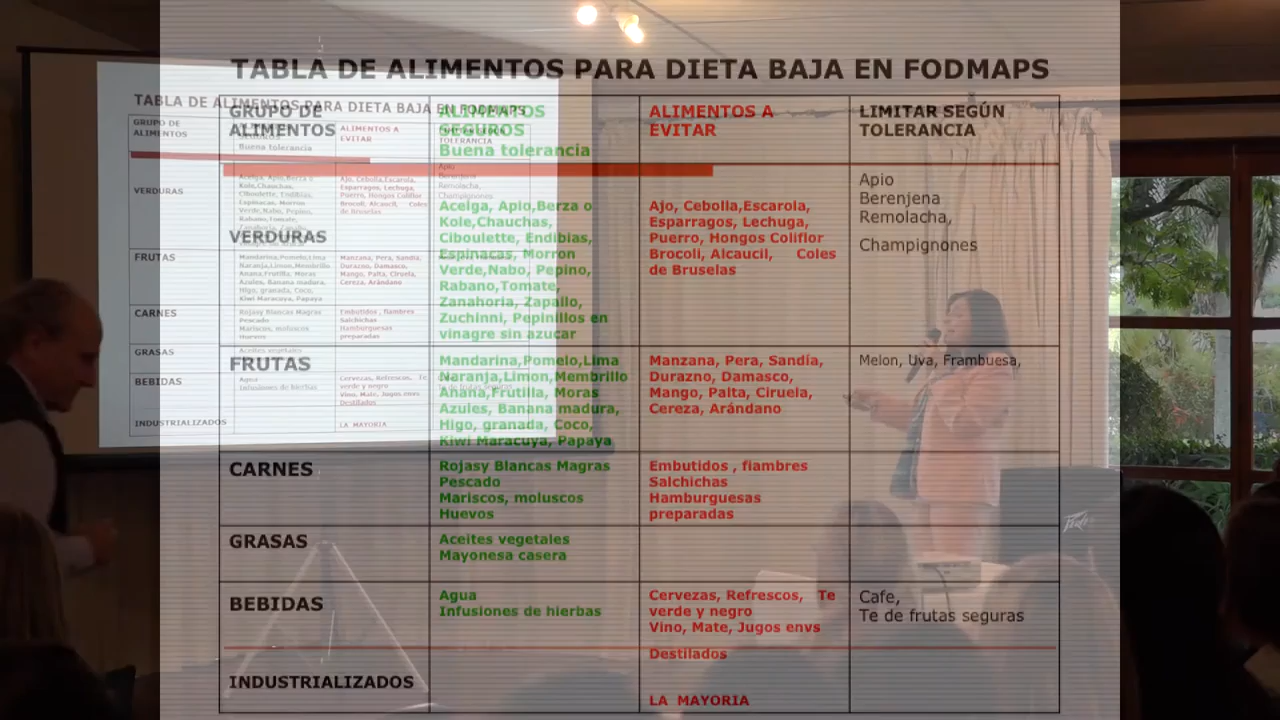 TABLA DE ALIMENTOS PARA DIETA BAJA EN FODMAPS
GRUPO DE ALIMENTOS
ALIMENTOS SEGUROS
Buena tolerancia
ALIMENTOS A EVITAR
LIMITAR SEGÚN TOLERANCIA
VERDURAS
Acelga, Apio,Berza o
Kole,Chauchas,
Ciboulette, Endibias,
Espinacas, Morron
Verde,Nabo, Pepino,
Rabano,Tomate,
Zanahoria, Zapallo,
Zuchinni, Pepinillos en
vinagre sin azucar
Ajo, Cebolla,Escarola,
Esparragos, Lechuga,
Puerro, Hongos Coliflor
Brocoli, Alcaucil, Coles
de Bruselas
Apio
Berenjena
Remolacha,
Champignones
FRUTAS
Mandarina,Pomelo,Lima
Naranja,Limon,Membrillo
Anana,Frutilla, Moras
Azules, Banana madura,
Higo, granada, Coco,
Kiwi Maracuya, Papaya
Manzana, Pera, Sandía,
Durazno, Damasco,
Mango, Palta, Ciruela,
Cereza, Arándano
Melon, Uva, Frambuesa,
CARNES
Rojasy Blancas Magras
Pescado
Mariscos, moluscos
Huevos
Embutidos , fiambres
Salchichas
Hamburguesas
preparadas
GRASAS
Aceites vegetales
Mayonesa casera
BEBIDAS
Agua
Infusiones de hierbas
Cervezas, Refrescos, Te
verde y negro
Vino, Mate, Jugos envs
Destilados
Cafe,
Te de frutas seguras
INDUSTRIALIZADOS
LA MAYORIA